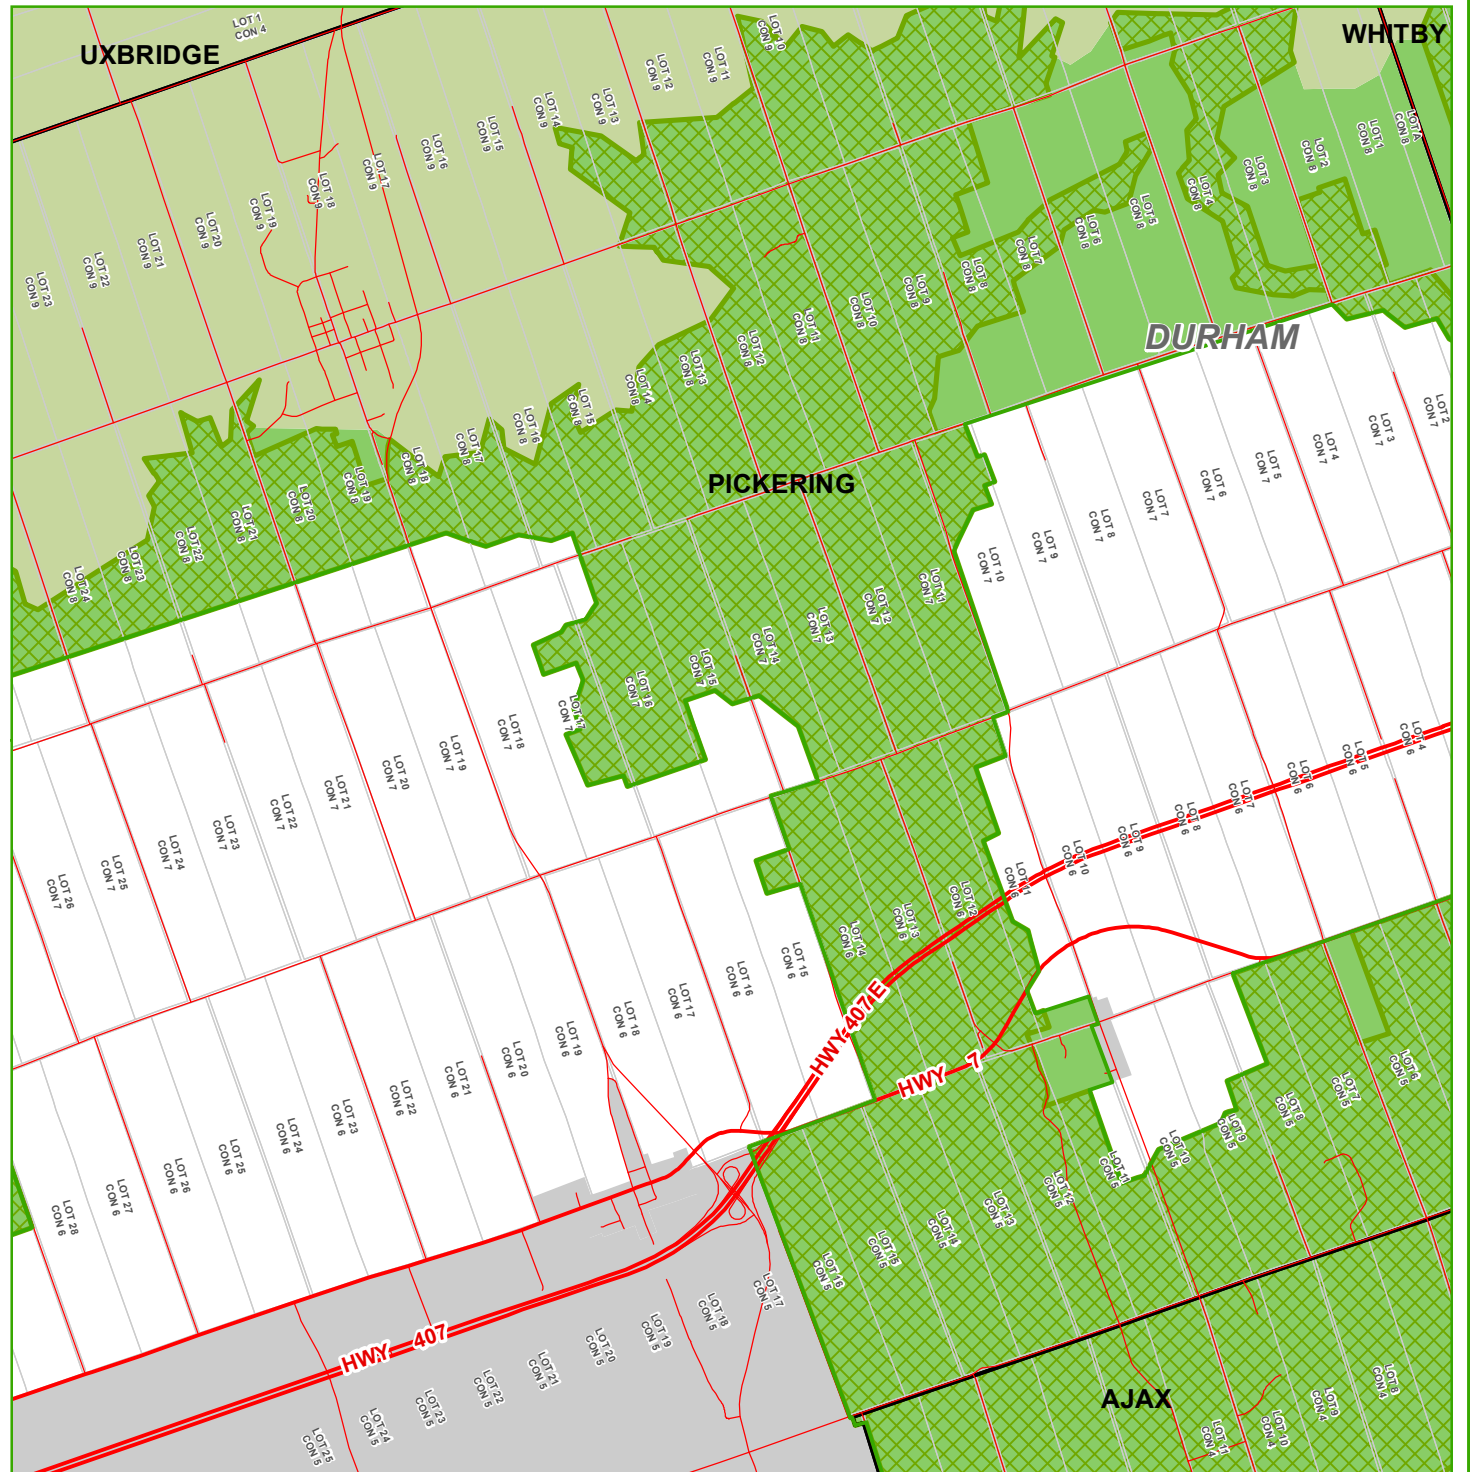 LOT 1
CON 4
UXBRIDGE
WHITBY
LOT 10
CON 9
LOT 11
CON 9
LOT 12
CON 9
LOT 13
CON 9
LOT 14
CON 9
LOT 15
CON 9
LOT 16
CON 9
LOT 17
CON 9
LOT 18
CON 9
LOT 19
CON 9
LOT 20
CON 9
LOT 21
CON 9
LOT 22
CON 9
LOT 23
CON 9
LOT A
CON 8
LOT 1
CON 8
LOT 2
CON 8
LOT 3
CON 8
LOT 4
CON 8
LOT 5
CON 8
LOT 6
CON 8
LOT 7
CON 8
LOT 8
CON 8
LOT 9
CON 8
LOT 10
CON 8
LOT 11
CON 8
LOT 12
CON 8
LOT 13
CON 8
LOT 14
CON 8
LOT 15
CON 8
LOT 16
CON 8
LOT 17
CON 8
LOT 18
CON 8
LOT 19
CON 8
LOT 20
CON 8
LOT 21
CON 8
LOT 22
CON 8
LOT 23
CON 8
LOT 24
CON 8
DURHAM
PICKERING
LOT 2
CON 7
LOT 3
CON 7
LOT 4
CON 7
LOT 5
CON 7
LOT 6
CON 7
LOT 7
CON 7
LOT 8
CON 7
LOT 9
CON 7
LOT 10
CON 7
LOT 11
CON 7
LOT 12
CON 7
LOT 13
CON 7
LOT 14
CON 7
LOT 15
CON 7
LOT 16
CON 7
LOT 17
CON 7
LOT 18
CON 7
LOT 19
CON 7
LOT 20
CON 7
LOT 21
CON 7
LOT 22
CON 7
LOT 23
CON 7
LOT 24
CON 7
LOT 25
CON 7
LOT 26
CON 7
LOT 4
CON 6
LOT 5
CON 6
LOT 6
CON 6
LOT 7
CON 6
LOT 8
CON 6
LOT 9
CON 6
LOT 10
CON 6
LOT 11
CON 6
LOT 12
CON 6
LOT 13
CON 6
LOT 14
CON 6
LOT 15
CON 6
LOT 16
CON 6
LOT 17
CON 6
LOT 18
CON 6
LOT 19
CON 6
LOT 20
CON 6
LOT 21
CON 6
LOT 22
CON 6
LOT 23
CON 6
LOT 24
CON 6
LOT 25
CON 6
LOT 26
CON 6
LOT 27
CON 6
LOT 28
CON 6
HWY 407 E
HWY 7
LOT 6
CON 5
LOT 7
CON 5
LOT 8
CON 5
LOT 9
CON 5
LOT 10
CON 5
LOT 11
CON 5
LOT 12
CON 5
LOT 13
CON 5
LOT 14
CON 5
LOT 15
CON 5
LOT 16
CON 5
LOT 17
CON 5
LOT 18
CON 5
LOT 19
CON 5
LOT 20
CON 5
LOT 21
CON 5
LOT 22
CON 5
LOT 23
CON 5
LOT 24
CON 5
LOT 25
CON 5
HWY 407
AJAX
LOT 8
CON 4
LOT 9
CON 4
LOT 10
CON 4
LOT 11
CON 4